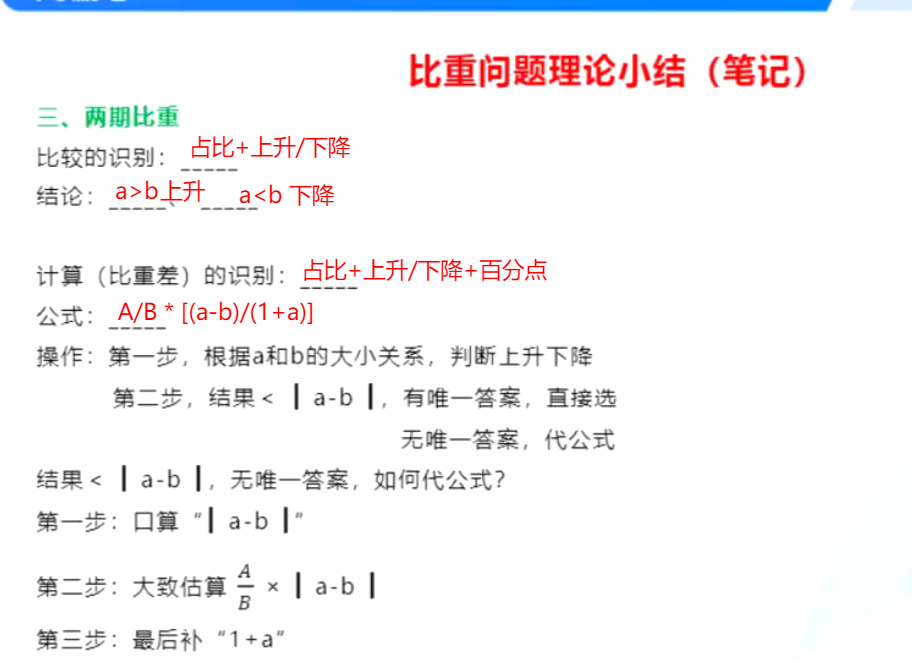 比重问题理论小结（笔记）
三、两期比重
比较的识别：占比+上升/下降
结论：a>b上升、a<b 下降
计算（比重差）的识别：占比+上升/下降+百分点
公式：A/B * [(a-b)/(1+a)]
操作：第一步，根据a和b的大小关系，判断上升下降
第二步，结果<┃a-b┃，有唯一答案，直接选
无唯一答案，代公式
结果<┃a-b┃，无唯一答案，如何代公式？
第一步：口算“┃a-b┃”
第二步：大致估算 A/B ×┃a-b┃
第三步：最后补“1+a”